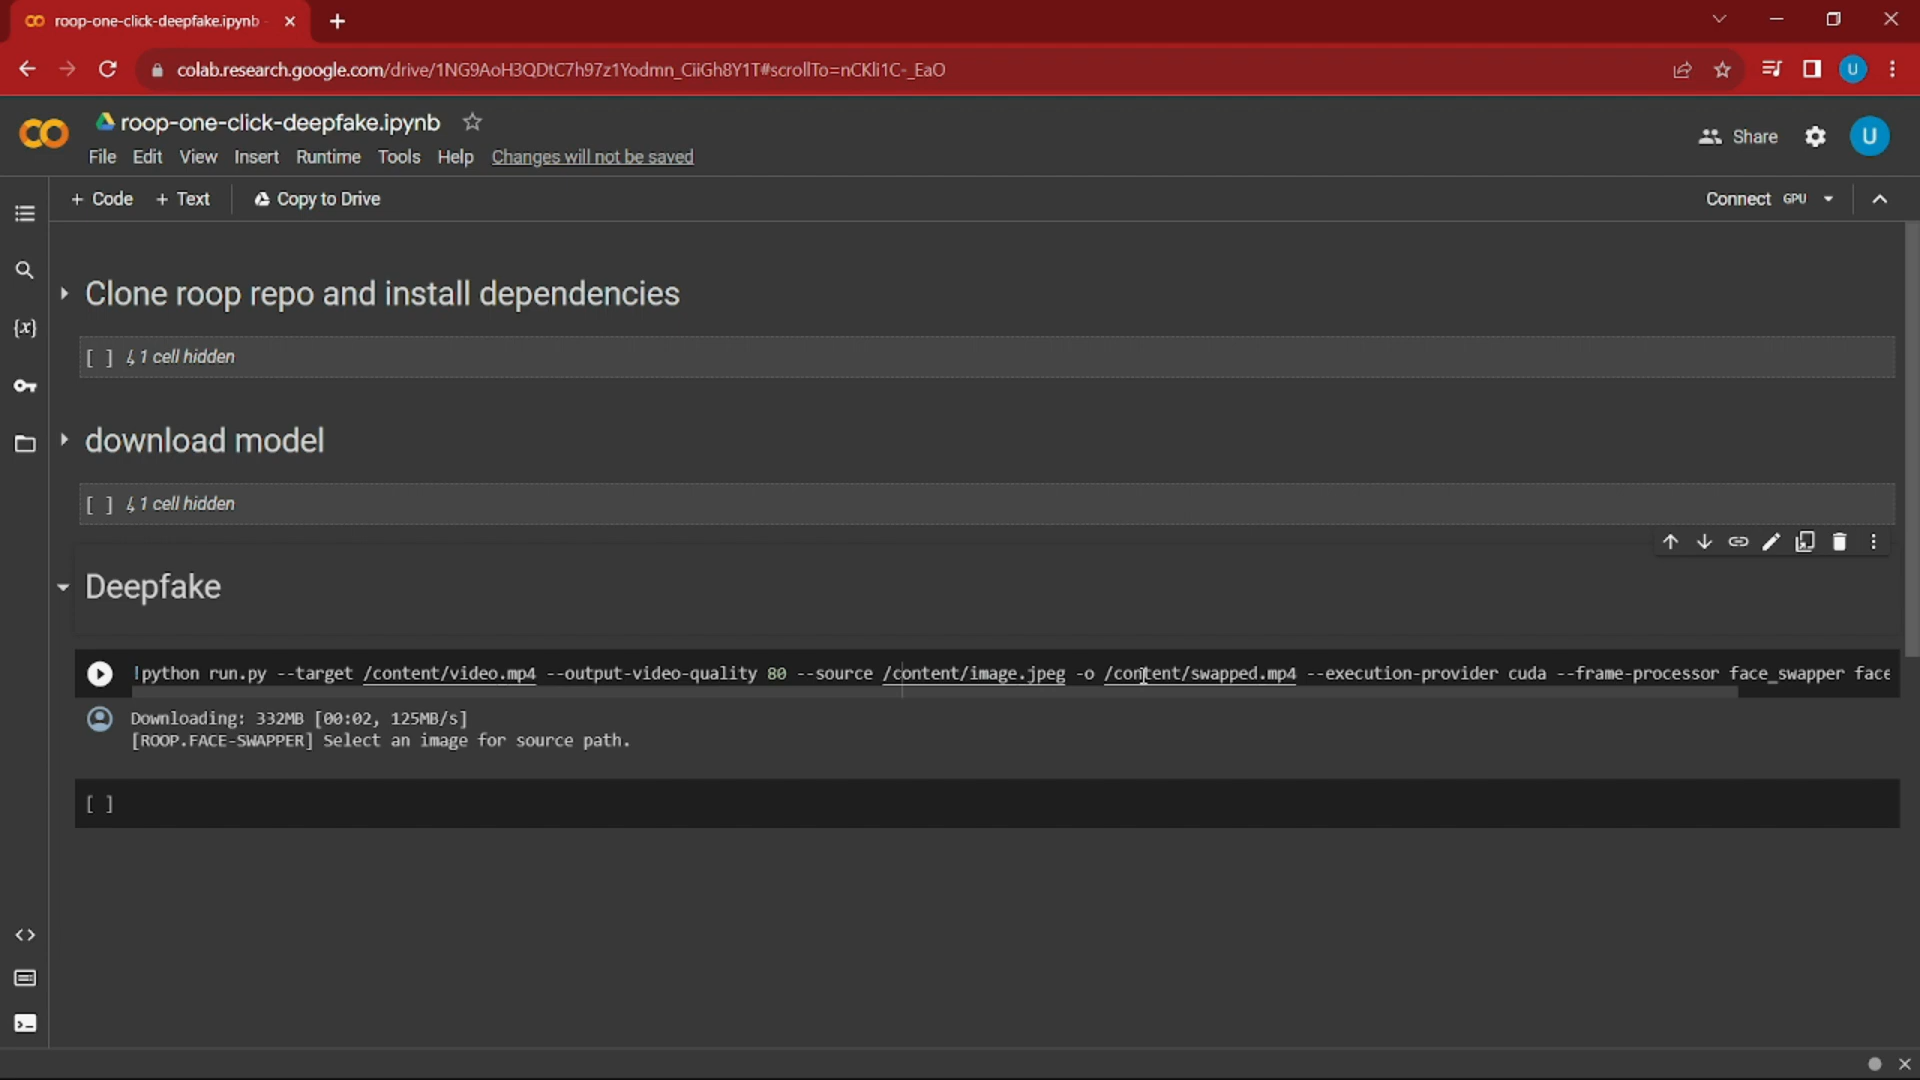 roop-one-click-deepfake.ipynb
colab.research.google.com/drive/1NG9AoH3QDtC7h97z1Yodmn_CiiGh8Y1T#scrollTo=nCKli1C-_EaO
U
roop-one-click-deepfake.ipynb
File Edit View Insert Runtime Tools Help Changes will not be saved
Share
U
+ Code + Text Copy to Drive
Connect GPU
Clone roop repo and install dependencies
[ ] ↳ 1 cell hidden
{x}
download model
[ ] ↳ 1 cell hidden
Deepfake
!python run.py --target /content/video.mp4 --output-video-quality 80 --source /content/image.jpeg -o /content/swapped.mp4 --execution-provider cuda --frame-processor face_swapper face
Downloading: 332MB [00:02, 125MB/s]
[ROOP.FACE-SWAPPER] Select an image for source path.
[ ]